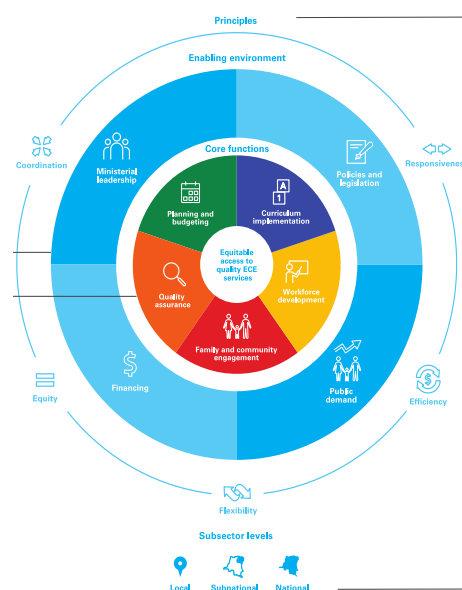 Principles
Enabling environment
Coordination
Ministerial
leadership
Core functions
Policies and
legislation
Responsiveness
Planning and
budgeting
A
1
Curriculum
implementation
Equitable
access to
quality ECE
services
Quality
assurance
Workforce
development
Family and community
engagement
$
Financing
Public
demand
Equity
$
Efficiency
Flexibility
Subsector levels
Local
Subnational
National